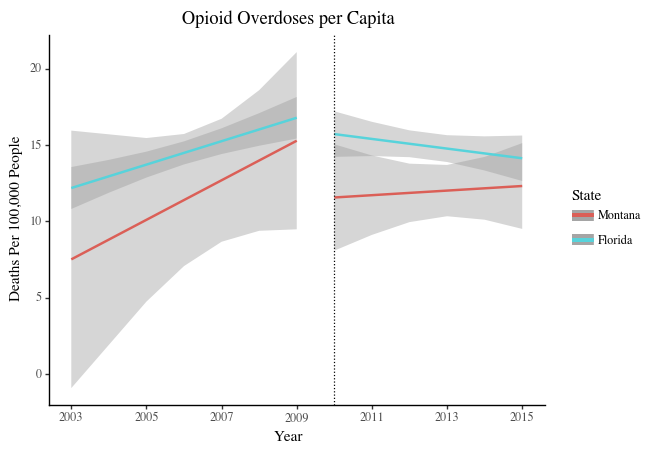 Opioid Overdoses per Capita
Deaths Per 100,000 People
20
15
10
5
0
2003
2005
2007
2009
2011
2013
2015
Year
State
Montana
Florida